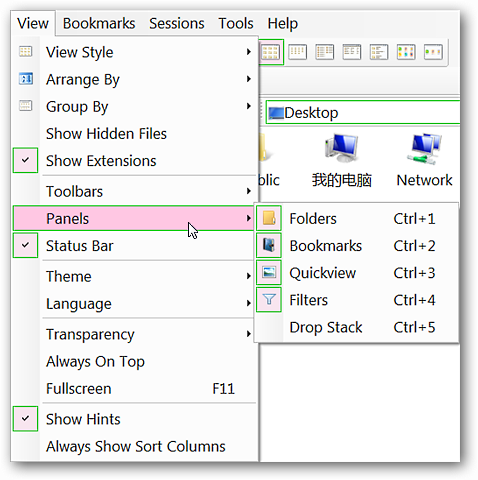 View Bookmarks Sessions Tools Help
View Style
Arrange By
Group By
Show Hidden Files
Show Extensions
Toolbars
Panels
Status Bar
Theme
Language
Transparency
Always On Top
Fullscreen F11
Show Hints
Always Show Sort Columns
Desktop
blic 我的电脑 Network
Folders Ctrl+1
Bookmarks Ctrl+2
Quickview Ctrl+3
Filters Ctrl+4
Drop Stack Ctrl+5